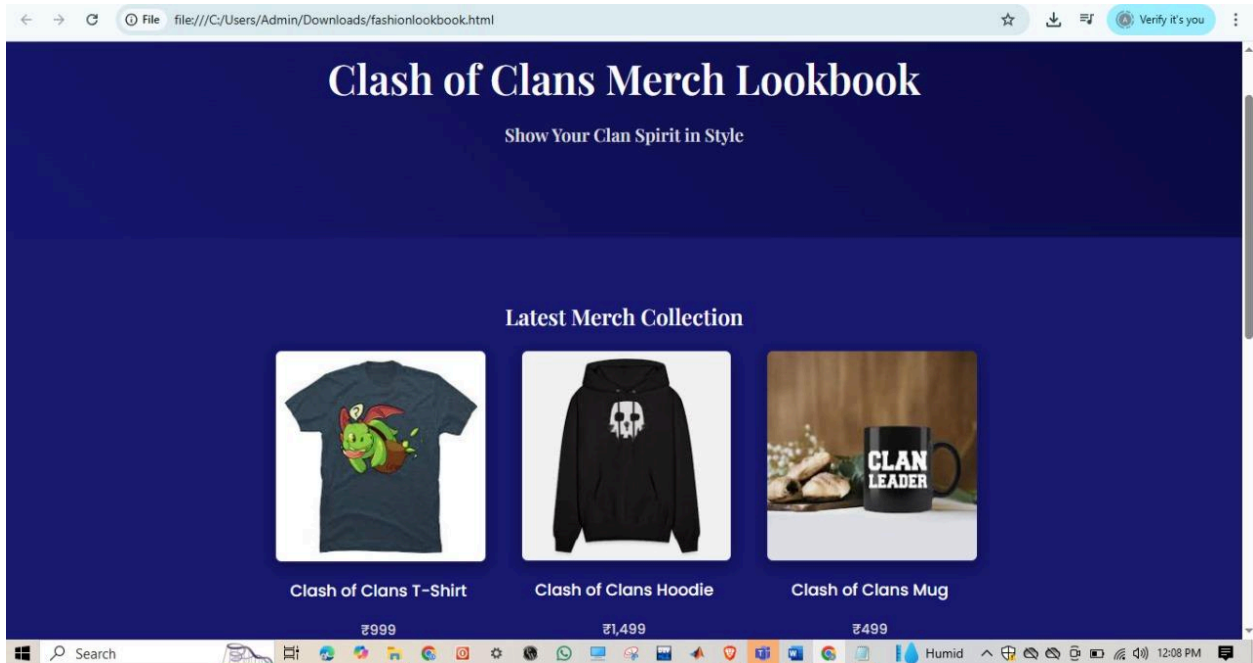 File
file:///C:/Users/Admin/Downloads/fashionlookbook.html
Verify it's you
Clash of Clans Merch Lookbook
Show Your Clan Spirit in Style
Latest Merch Collection
?
CLAN
LEADER
Clash of Clans T-Shirt
Clash of Clans Hoodie
Clash of Clans Mug
₹999
₹1,499
₹499
Search
Humid
12:08 PM